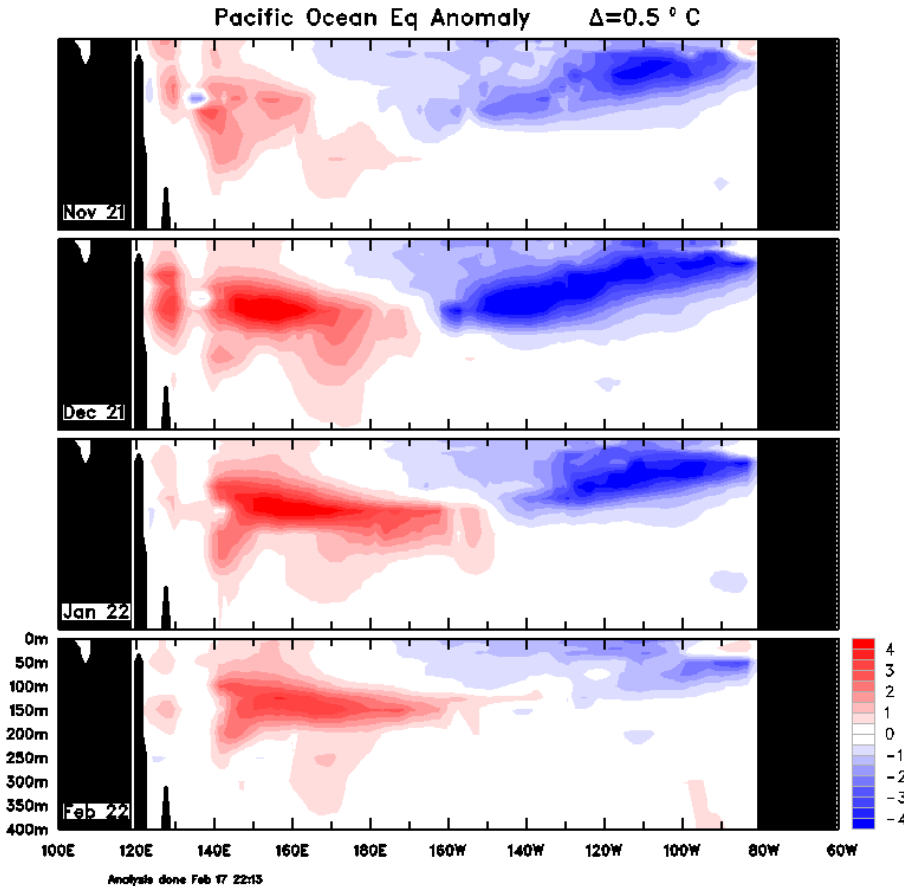 Pacific Ocean Eq Anomaly Δ=0.5 ° C
Nov 21
Dec 21
Jan 22
0m
50m
100m
150m
200m
250m
300m
350m
400m
Feb 22
4
3
2
1
0
-1
-2
-3
-4
100E 120E 140E 160E 180 160W 140W 120W 100W 80W 60W
Analysis done Feb 17 22:13